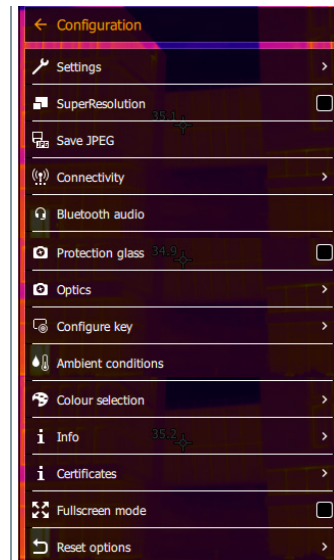 Configuration
Settings
SuperResolution
35.1
Save JPEG
Connectivity
Bluetooth audio
Protection glass
34.9
Optics
Configure key
Ambient conditions
Colour selection
Info
35.2
Certificates
Fullscreen mode
Reset options